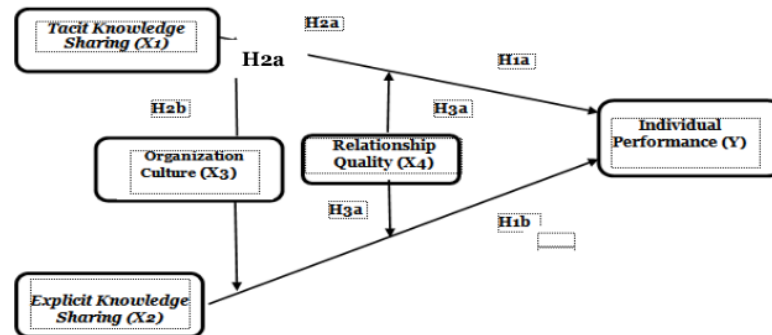 Tacit Knowledge
Sharing (X1)
H2a
H2a
H1a
H2b
H3a
Organization
Culture (X3)
Relationship
Quality (X4)
Individual
Performance (Y)
H3a
H1b
Explicit Knowledge
Sharing (X2)